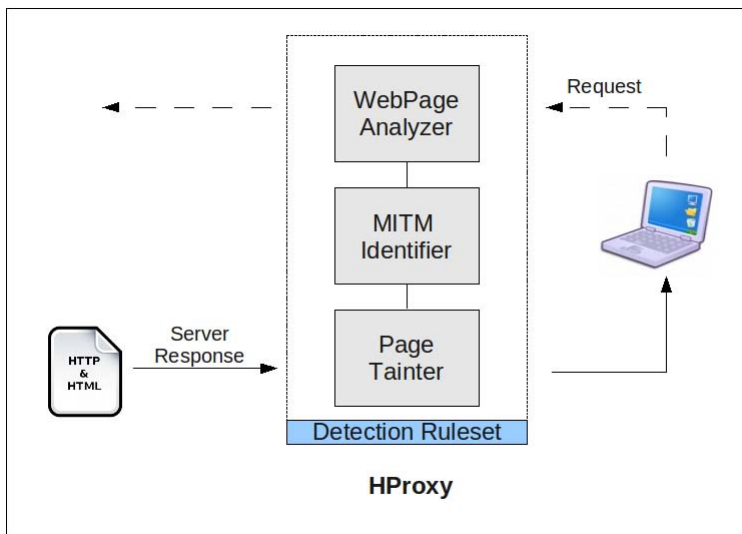 WebPage
Analyzer
Request
MITM
Identifier
Server
Response
HTTP
&
HTML
Page
Tainter
Detection Ruleset
HProxy